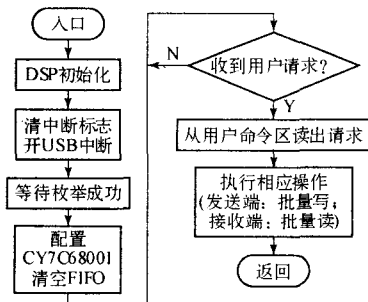 入口
DSP初始化
清中断标志
开USB中断
等待枚举成功
配置
CY7C68001
清空FIFO
N
收到用户请求?
Y
从用户命令区读出请求
执行相应操作
(发送端:批量写;
接收端:批量读)
返回